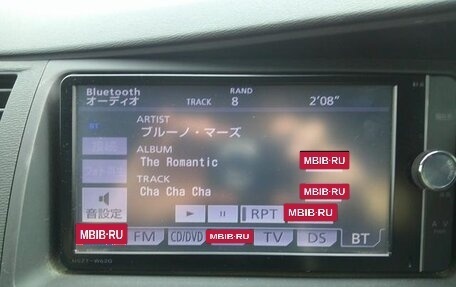 Bluetooth
オーディオ
RAND
TRACK 8 2'08"
ARTIST
ブルーノ・マーズ
BT
ALBUM
The Romantic
MBIB·RU
TRACK
Cha Cha Cha
MBIB·RU
音設定
RPT
MBIB·RU
MBIB·RU
FM
CD/DVD
MBIB·RU
TV
DS
BT